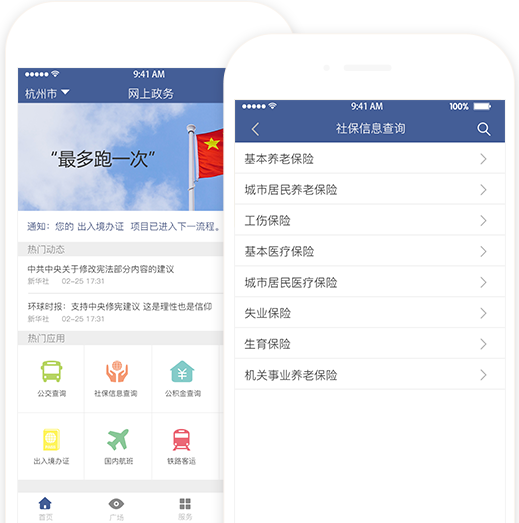 9:41 AM
杭州市
网上政务
“最多跑一次”
通知：您的 出入境办证 项目已进入下一流程。
热门动态
中共中央关于修改宪法部分内容的建议
新华社 02-25 17:31
环球时报：支持中央修宪建议 这是理性也是信仰
新华社 02-25 17:31
热门应用
公交查询
社保信息查询
公积金查询
出入境办证
国内航班
铁路客运
首页
广场
服务
9:41 AM
100%
社保信息查询
基本养老保险
城市居民养老保险
工伤保险
基本医疗保险
城市居民医疗保险
失业保险
生育保险
机关事业养老保险